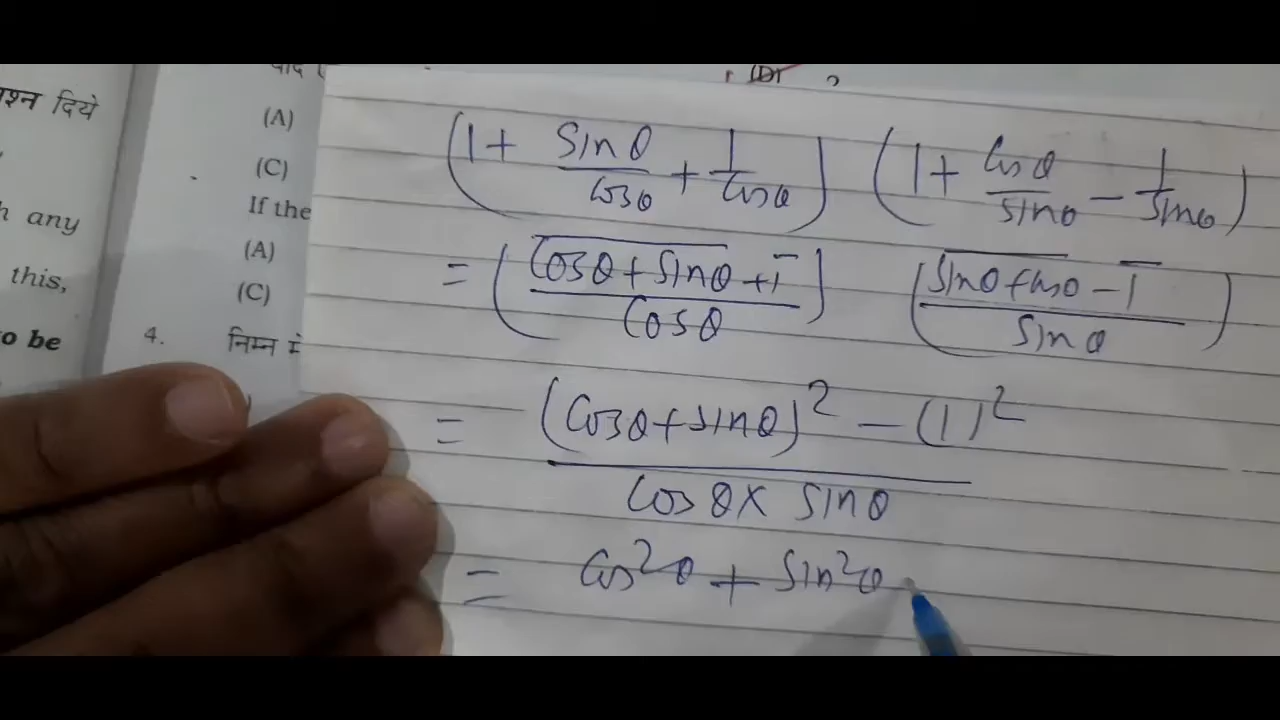 प्रश्न दिये
any
this,
to be
(A)
(C)
If the
(A)
(C)
4. निम्न में
(D)
(1 + sinθ/cosθ + 1/cosθ) (1 + cosθ/sinθ − 1/sinθ)
= (cosθ + sinθ + 1/cosθ) (sinθ + cosθ − 1/sinθ)
= (cosθ + sinθ)² − (1)²/cosθ × sinθ
= cos²θ + sin²θ